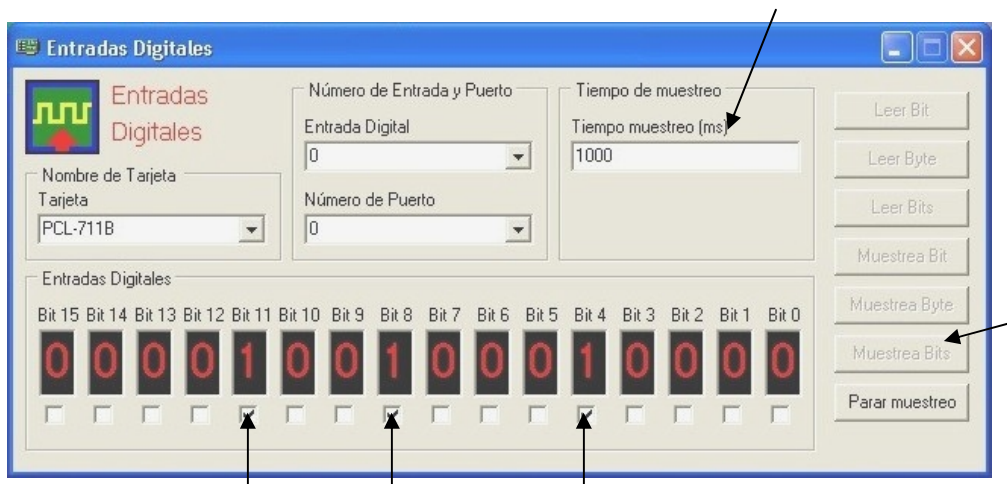 Entradas Digitales
Entradas
Digitales
Nombre de Tarjeta
Tarjeta
PCL-711B
Número de Entrada y Puerto
Entrada Digital
0
Número de Puerto
0
Tiempo de muestreo
Tiempo muestreo (ms)
1000
Leer Bit
Leer Byte
Leer Bits
Muestrea Bit
Muestrea Byte
Muestrea Bits
Parar muestreo
Entradas Digitales
Bit 15 Bit 14 Bit 13 Bit 12 Bit 11 Bit 10 Bit 9 Bit 8 Bit 7 Bit 6 Bit 5 Bit 4 Bit 3 Bit 2 Bit 1 Bit 0
0 0 0 0 1 0 0 1 0 0 0 1 0 0 0 0